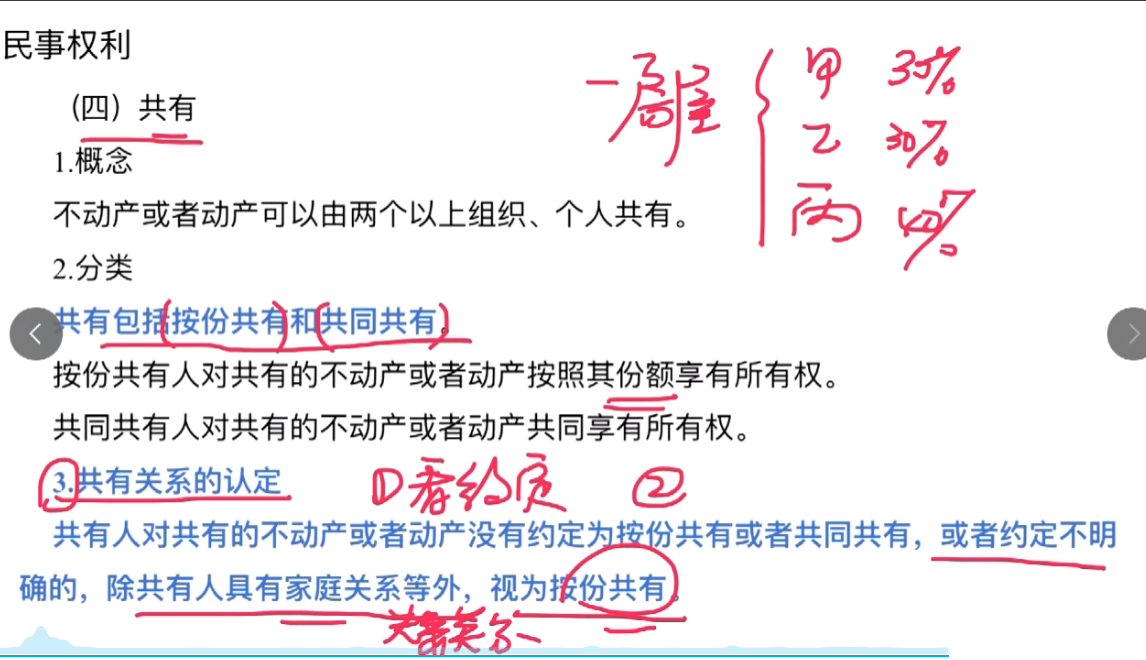 民事权利
(四) 共有
一房屋
甲 30%
乙 30%
丙 40%
1.概念
不动产或者动产可以由两个以上组织、个人共有。
2.分类
共有包括按份共有和共同共有。
按份共有人对共有的不动产或者动产按照其份额享有所有权。
共同共有人对共有的不动产或者动产共同享有所有权。
3.共有关系的认定
①看约定 ②
共有人对共有的不动产或者动产没有约定为按份共有或者共同共有，或者约定不明
确的，除共有人具有家庭关系等外，视为按份共有。